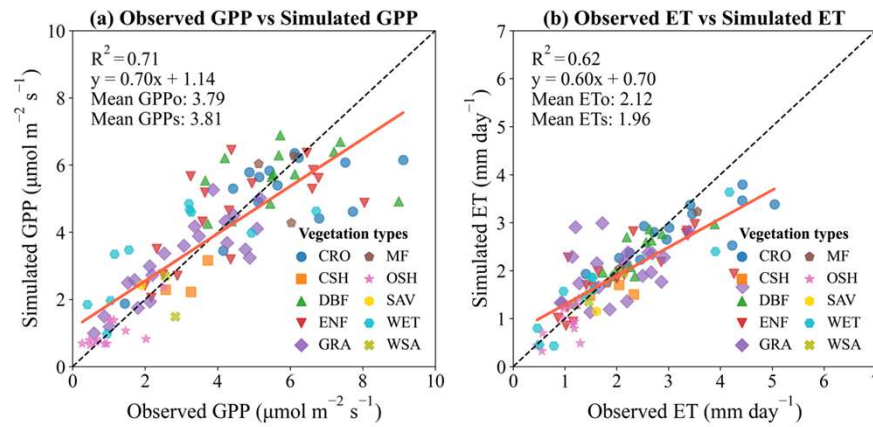 (a) Observed GPP vs Simulated GPP
R² = 0.71
y = 0.70x + 1.14
Mean GPPo: 3.79
Mean GPPs: 3.81
Simulated GPP (μmol m⁻² s⁻¹)
10
8
6
4
2
0
Vegetation types
CRO MF
CSH OSH
DBF SAV
ENF WET
GRA WSA
0 2 4 6 8 10
Observed GPP (μmol m⁻² s⁻¹)
(b) Observed ET vs Simulated ET
R² = 0.62
y = 0.60x + 0.70
Mean ETo: 2.12
Mean ETs: 1.96
Simulated ET (mm day⁻¹)
7
6
5
4
3
2
1
0
Vegetation types
CRO MF
CSH OSH
DBF SAV
ENF WET
GRA WSA
0 1 2 3 4 5 6 7
Observed ET (mm day⁻¹)